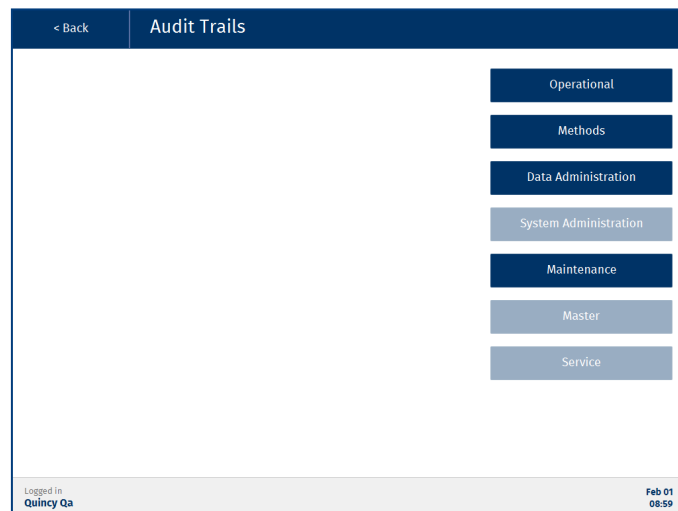 < Back
Audit Trails
Operational
Methods
Data Administration
System Administration
Maintenance
Master
Service
Logged in
Quincy Qa
Feb 01
08:59